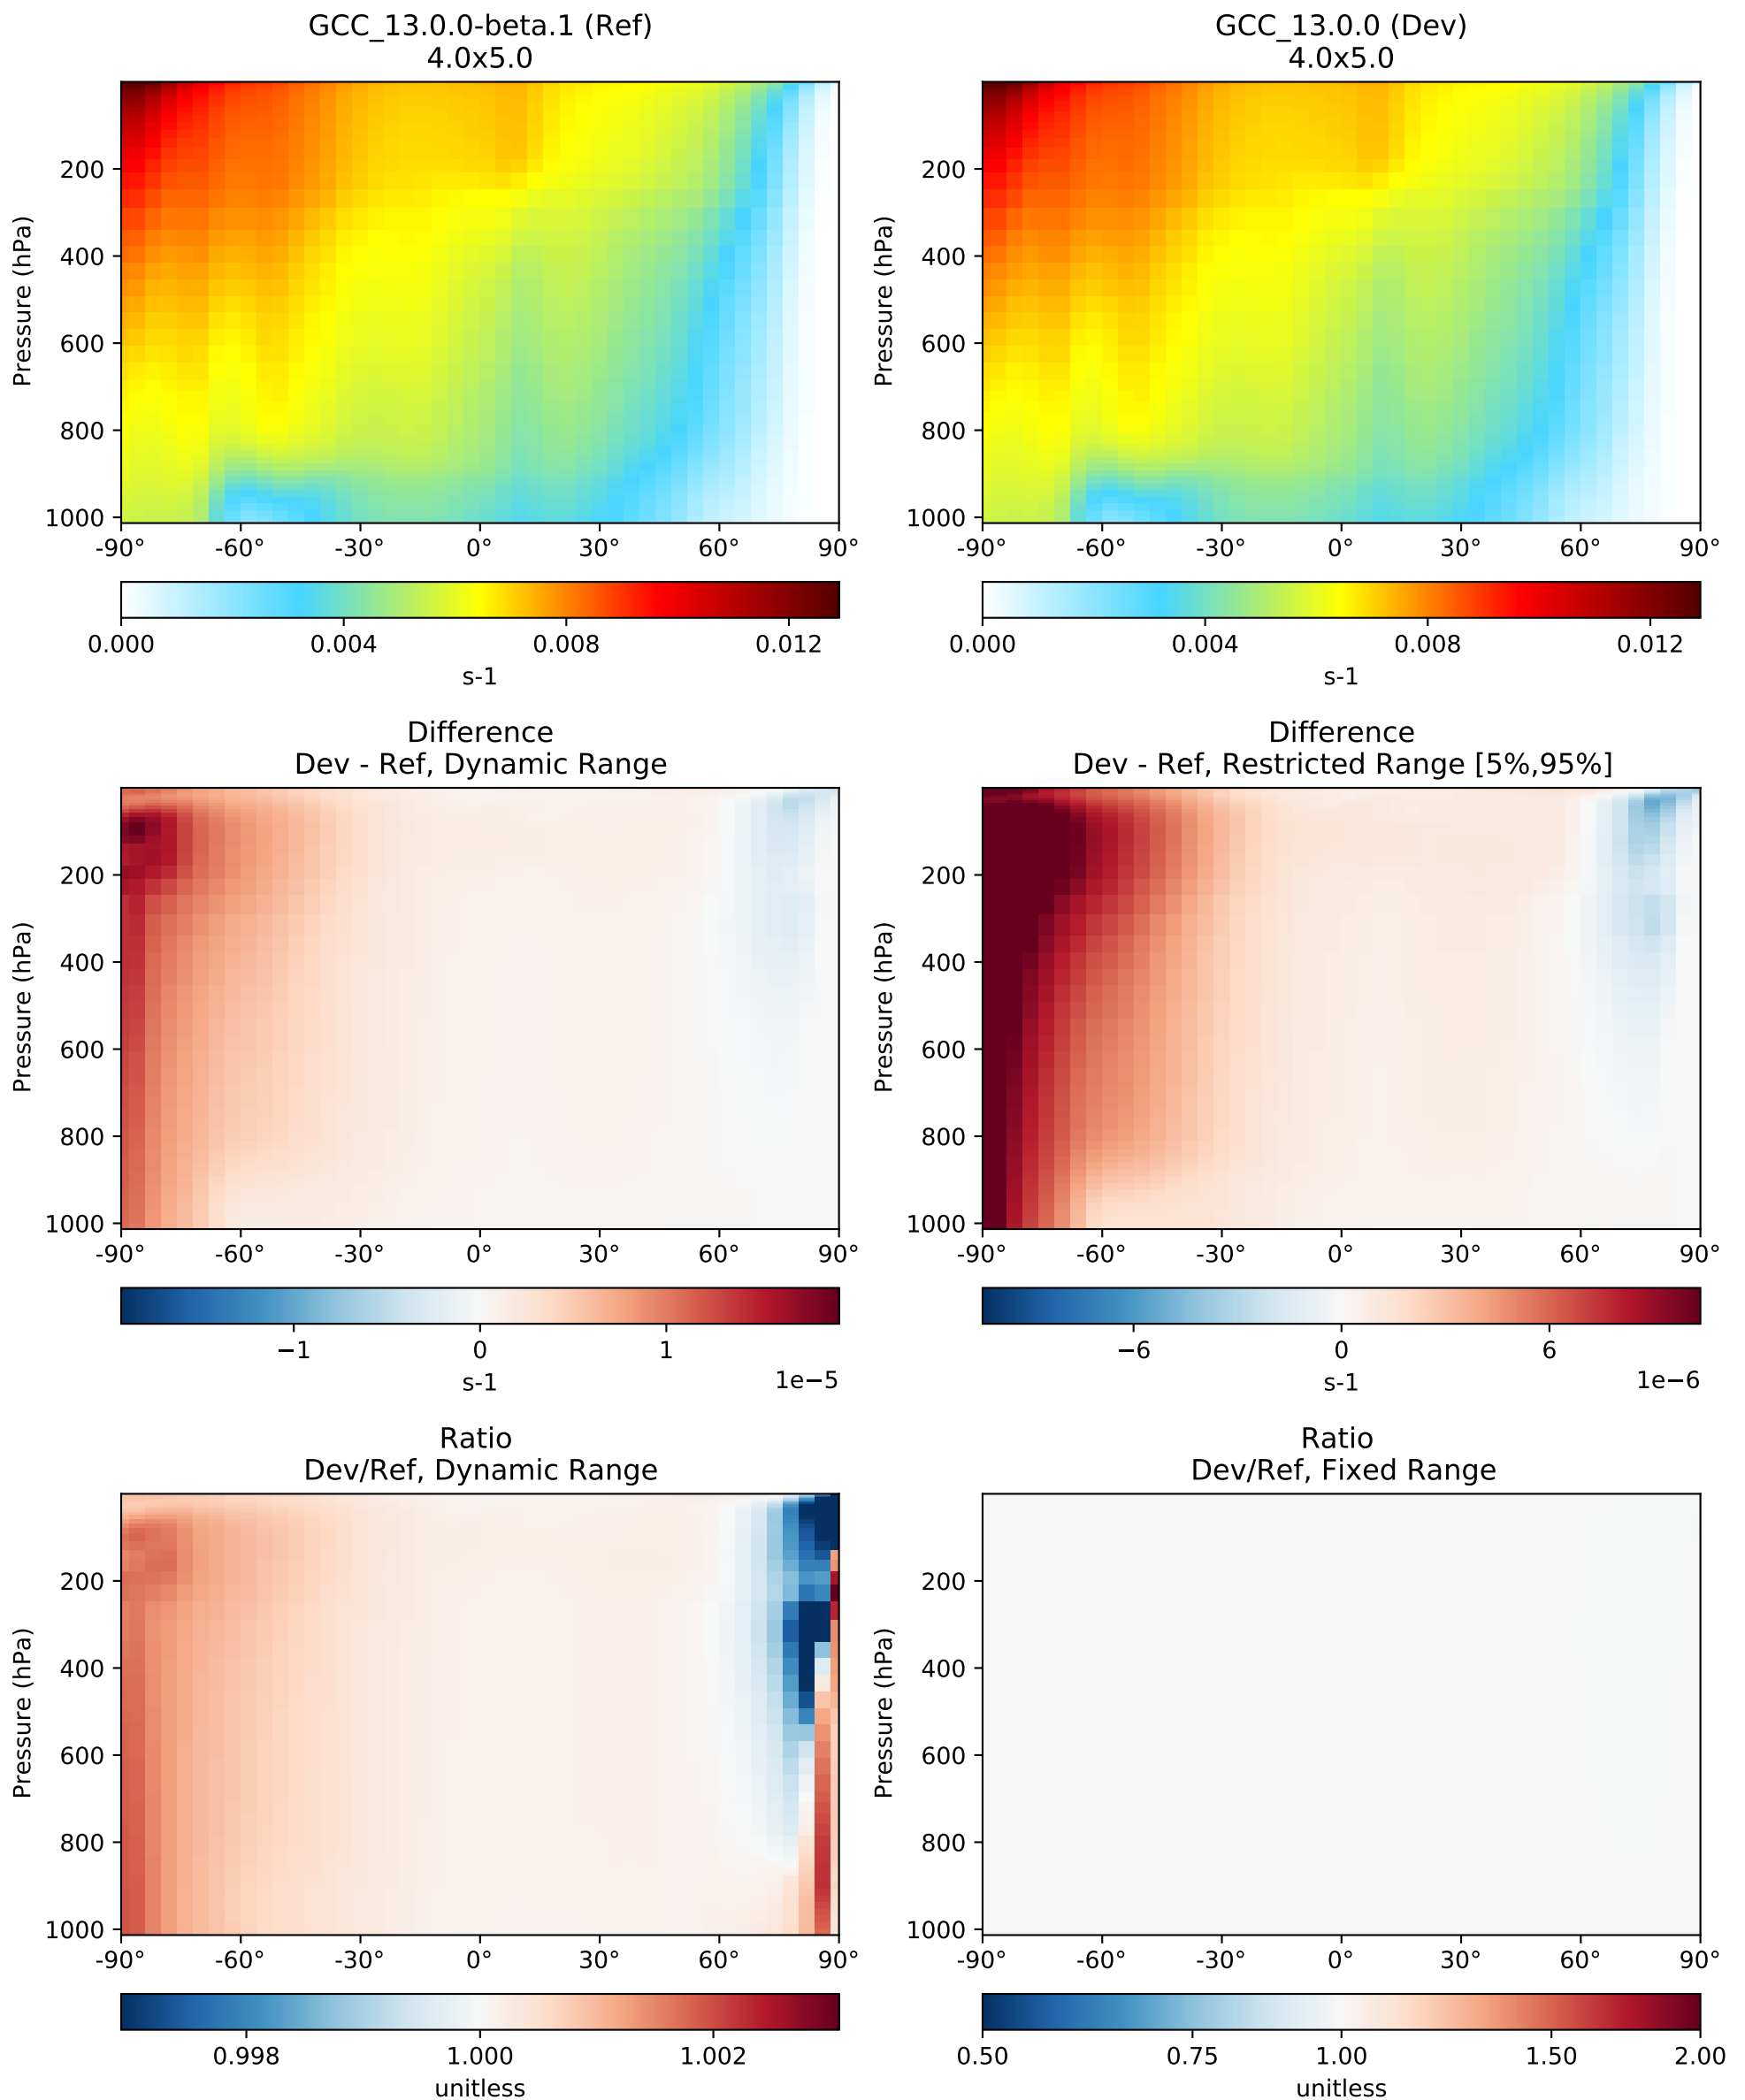 GCC_13.0.0-beta.1 (Ref)
4.0x5.0
Pressure (hPa)
200
400
600
800
1000
-90° -60° -30° 0° 30° 60° 90°
0.000 0.004 0.008 0.012
s-1
GCC_13.0.0 (Dev)
4.0x5.0
Pressure (hPa)
200
400
600
800
1000
-90° -60° -30° 0° 30° 60° 90°
0.000 0.004 0.008 0.012
s-1
Difference
Dev - Ref, Dynamic Range
Pressure (hPa)
200
400
600
800
1000
-90° -60° -30° 0° 30° 60° 90°
−1 0 1
s-1 1e−5
Difference
Dev - Ref, Restricted Range [5%,95%]
Pressure (hPa)
200
400
600
800
1000
-90° -60° -30° 0° 30° 60° 90°
−6 0 6
s-1 1e−6
Ratio
Dev/Ref, Dynamic Range
Pressure (hPa)
200
400
600
800
1000
-90° -60° -30° 0° 30° 60° 90°
0.998 1.000 1.002
unitless
Ratio
Dev/Ref, Fixed Range
Pressure (hPa)
200
400
600
800
1000
-90° -60° -30° 0° 30° 60° 90°
0.50 0.75 1.00 1.50 2.00
unitless